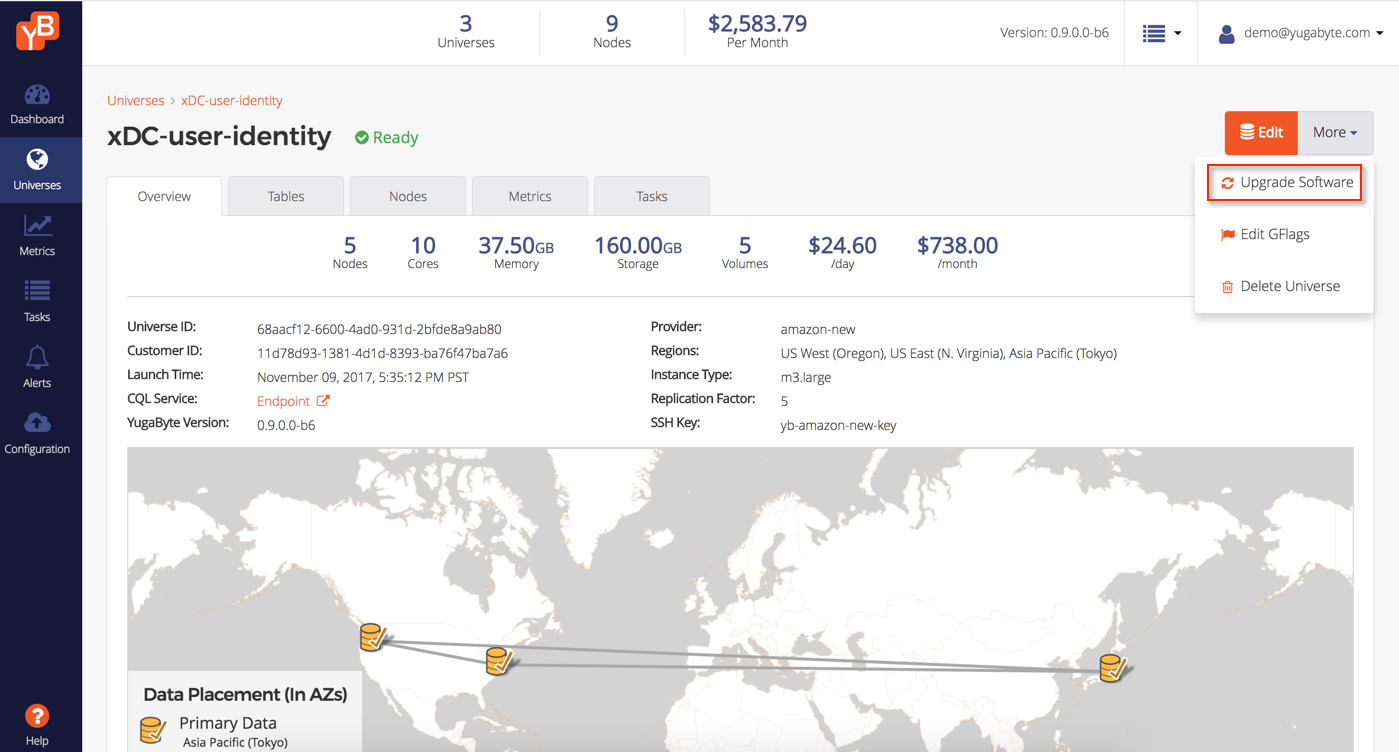 YB
3
Universes
9
Nodes
$2,583.79
Per Month
Version: 0.9.0.0-b6
demo@yugabyte.com
Dashboard
Universes
Metrics
Tasks
Alerts
Configuration
?
Help
Universes > xDC-user-identity
xDC-user-identity
Ready
Edit
More
Upgrade Software
Edit GFlags
Delete Universe
Overview
Tables
Nodes
Metrics
Tasks
5
Nodes
10
Cores
37.50GB
Memory
160.00GB
Storage
5
Volumes
$24.60
/day
$738.00
/month
Universe ID: 68aacf12-6600-4ad0-931d-2bfde8a9ab80
Customer ID: 11d78d93-1381-4d1d-8393-ba76f47ba7a6
Launch Time: November 09, 2017, 5:35:12 PM PST
CQL Service: Endpoint
YugaByte Version: 0.9.0.0-b6
Provider: amazon-new
Regions: US West (Oregon), US East (N. Virginia), Asia Pacific (Tokyo)
Instance Type: m3.large
Replication Factor: 5
SSH Key: yb-amazon-new-key
Data Placement (In AZs)
Primary Data
Asia Pacific (Tokyo)